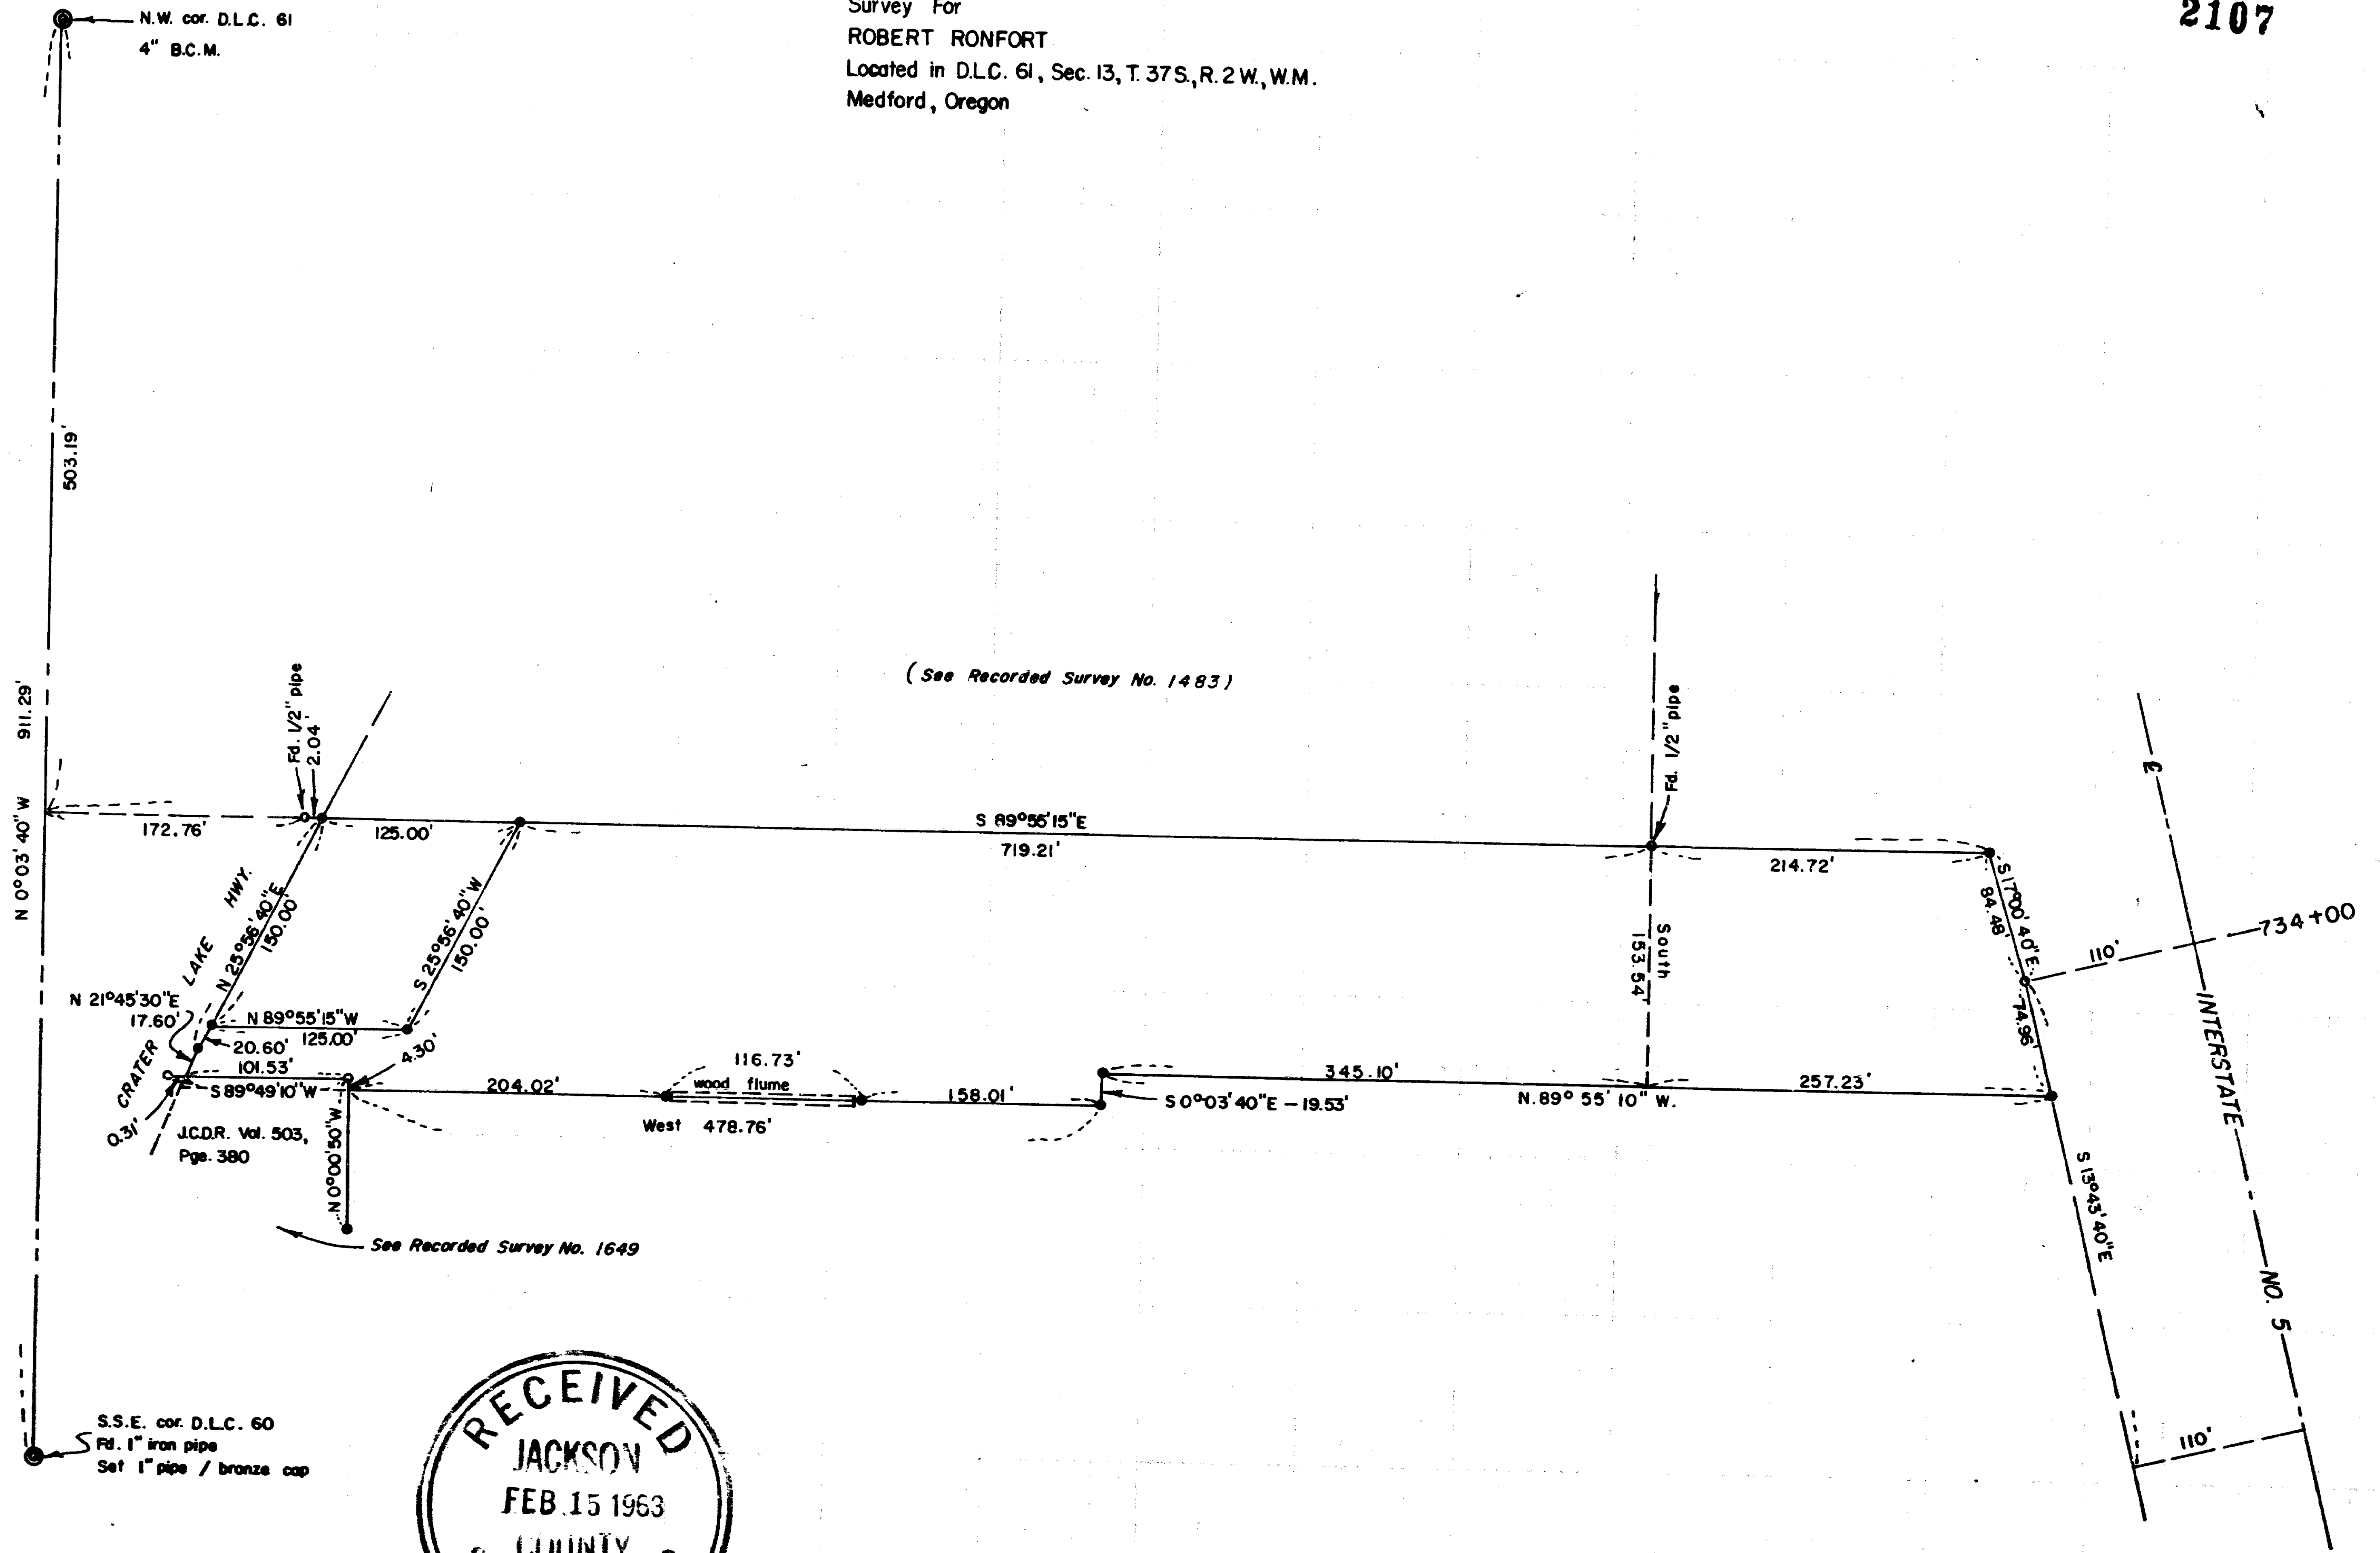 2107
Survey For
ROBERT RONFORT
Located in D.L.C. 61, Sec. 13, T. 37 S., R. 2 W., W.M.
Medford, Oregon
N.W. cor. D.L.C. 61
4" B.C.M.
503.19'
N 0°03'40" W 911.29'
(See Recorded Survey No. 1483)
Fd. 1/2" pipe
2.04'
Fd. 1/2" pipe
172.76'
125.00'
S 89°55'15"E
719.21'
214.72'
CRATER LAKE HWY.
N 25°56'40"E
150.00'
S 25°56'40"W
150.00'
South
153.54'
S 17°00'40"E
84.48'
74.96'
110'
734+00
N 21°45'30"E
17.60'
N 89°55'15"W
125.00'
20.60'
4.30'
101.53'
S 89°49'10"W
0.31'
204.02'
116.73'
wood flume
158.01'
West 478.76'
345.10'
S 0°03'40"E - 19.53'
N. 89° 55' 10" W.
257.23'
J.C.D.R. Vol. 503,
Pge. 380
N 0°00'50"W
See Recorded Survey No. 1649
S 13°43'40"E
INTERSTATE NO. 5
110'
S.S.E. cor. D.L.C. 60
Fd. 1" iron pipe
Set 1" pipe / bronze cap
RECEIVED
JACKSON
FEB 15 1963
COUNTY